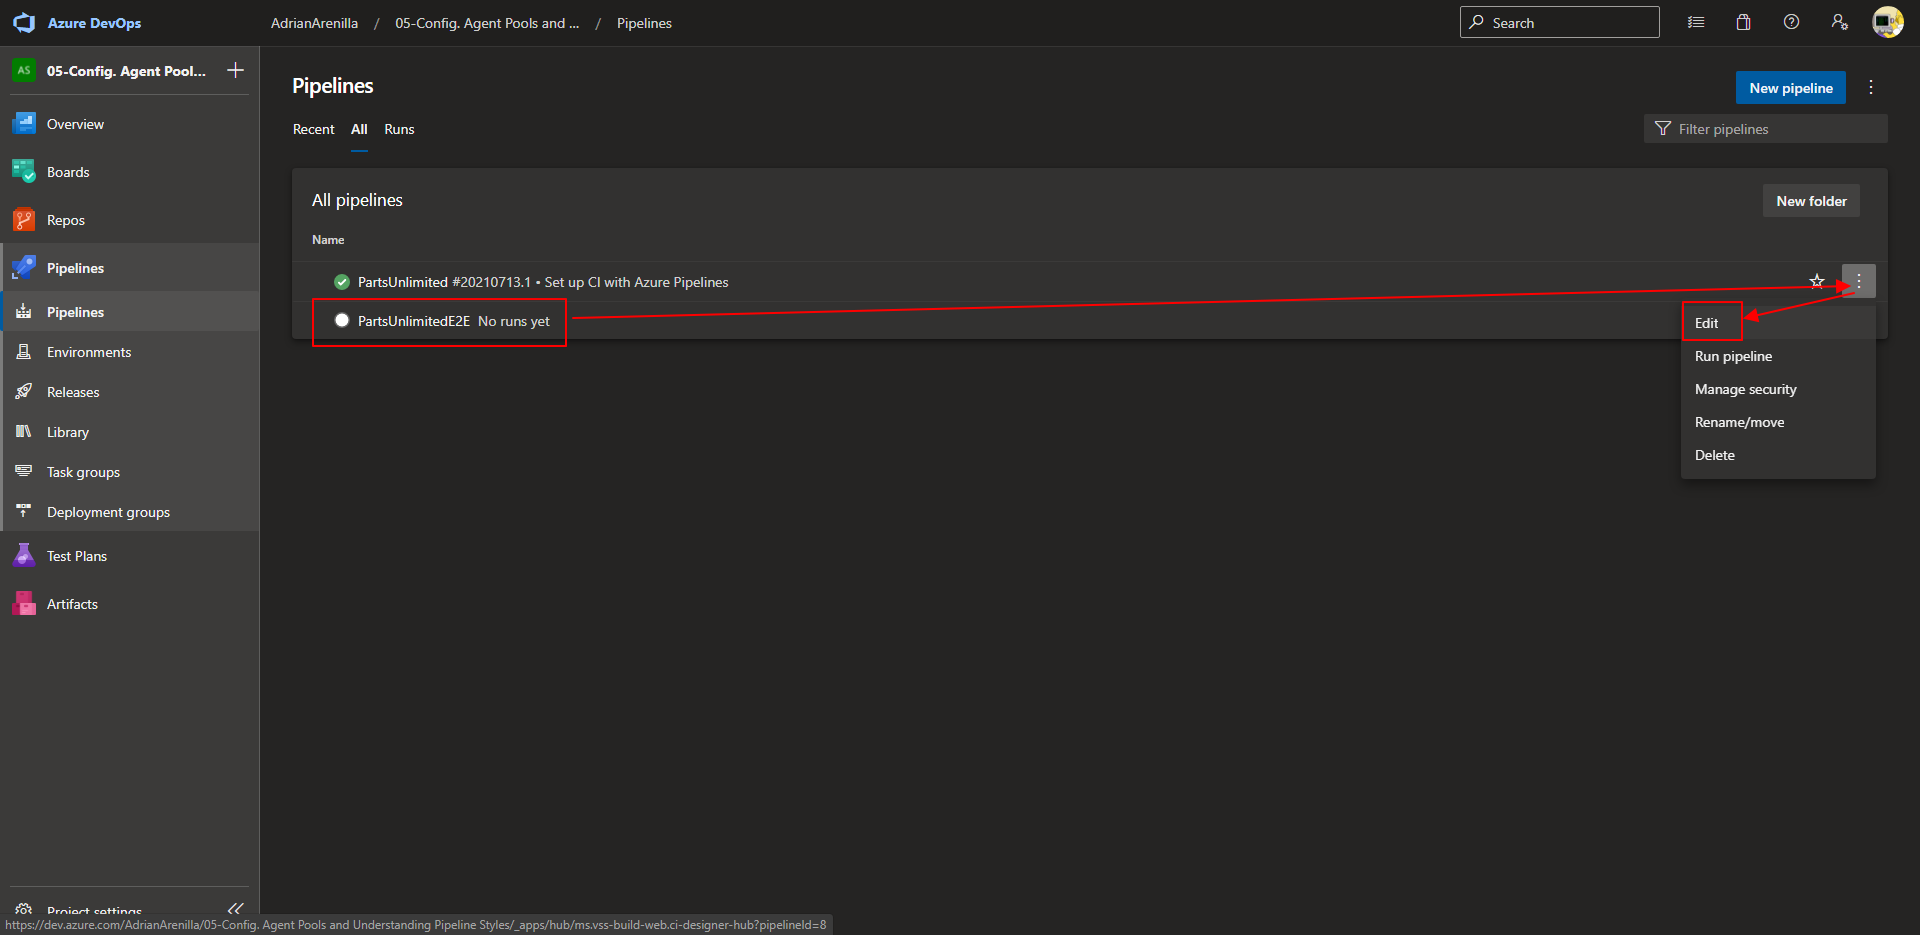 Azure DevOps
AdrianArenilla / 05-Config. Agent Pools and ... / Pipelines
Search
AS 05-Config. Agent Pool...
Overview
Boards
Repos
Pipelines
Pipelines
Environments
Releases
Library
Task groups
Deployment groups
Test Plans
Artifacts
Project settings
Pipelines
New pipeline
Recent All Runs
Filter pipelines
All pipelines
New folder
Name
PartsUnlimited #20210713.1 • Set up CI with Azure Pipelines
PartsUnlimitedE2E No runs yet
Edit
Run pipeline
Manage security
Rename/move
Delete
https://dev.azure.com/AdrianArenilla/05-Config. Agent Pools and Understanding Pipeline Styles/_apps/hub/ms.vss-build-web.ci-designer-hub?pipelineId=8